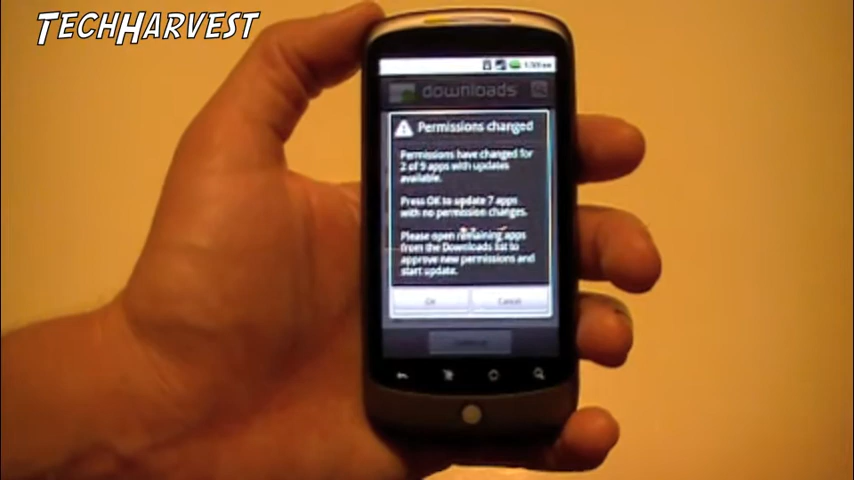 TECHHARVEST
downloads
Permissions changed
Permissions have changed for
2 of 9 apps with updates
available.
Press OK to update 7 apps
with no permission changes.
Please open remaining apps
from the Downloads list to
approve new permissions and
start update.
OK
Cancel